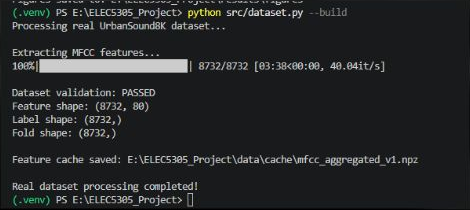 (.venv) PS E:\ELEC5305_Project> python src/dataset.py --build
Processing real UrbanSound8K dataset...
Extracting MFCC features...
100%| | 8732/8732 [03:38<00:00, 40.04it/s]
Dataset validation: PASSED
Feature shape: (8732, 80)
Label shape: (8732,)
Fold shape: (8732,)
Feature cache saved: E:\ELEC5305_Project\data\cache\mfcc_aggregated_v1.npz
Real dataset processing completed!
(.venv) PS E:\ELEC5305_Project>